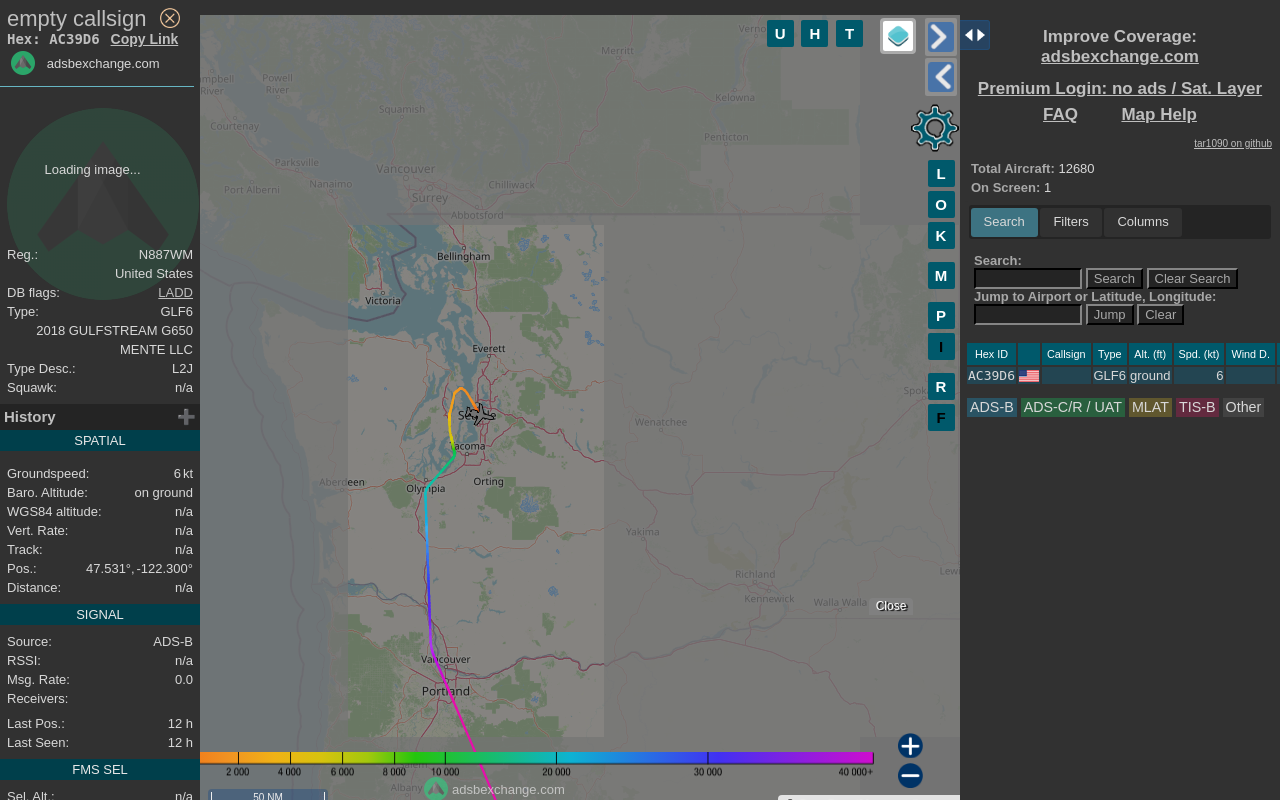 empty callsign
Hex: AC39D6 Copy Link
adsbexchange.com
Loading image...
Reg.: N887WM
United States
DB flags: LADD
Type: GLF6
2018 GULFSTREAM G650
MENTE LLC
Type Desc.: L2J
Squawk: n/a
History
SPATIAL
Groundspeed: 6 kt
Baro. Altitude: on ground
WGS84 altitude: n/a
Vert. Rate: n/a
Track: n/a
Pos.: 47.531°, -122.300°
Distance: n/a
SIGNAL
Source: ADS-B
RSSI: n/a
Msg. Rate: 0.0
Receivers:
Last Pos.: 12 h
Last Seen: 12 h
FMS SEL
Sel. Alt.: n/a
U H T
Merritt
Powell River
Kelowna
Squamish
Courtenay
Penticton
Parksville
Vancouver
Nanaimo
Port Alberni
Chilliwack
Surrey
Abbotsford
Bellingham
Victoria
Everett
Wenatchee
Tacoma
Aberdeen
Orting
Olympia
Yakima
Richland
Kennewick
Walla Walla
Close
Vancouver
Portland
Albany
L
O
K
M
P
I
R
F
2 000 4 000 6 000 8 000 10 000 20 000 30 000 40 000+
adsbexchange.com
50 NM
Improve Coverage:
adsbexchange.com
Premium Login: no ads / Sat. Layer
FAQ Map Help
tar1090 on github
Total Aircraft: 12680
On Screen: 1
Search Filters Columns
Search:
Search Clear Search
Jump to Airport or Latitude, Longitude:
Jump Clear
Hex ID Callsign Type Alt. (ft) Spd. (kt) Wind D.
AC39D6 GLF6 ground 6
ADS-B ADS-C/R / UAT MLAT TIS-B Other